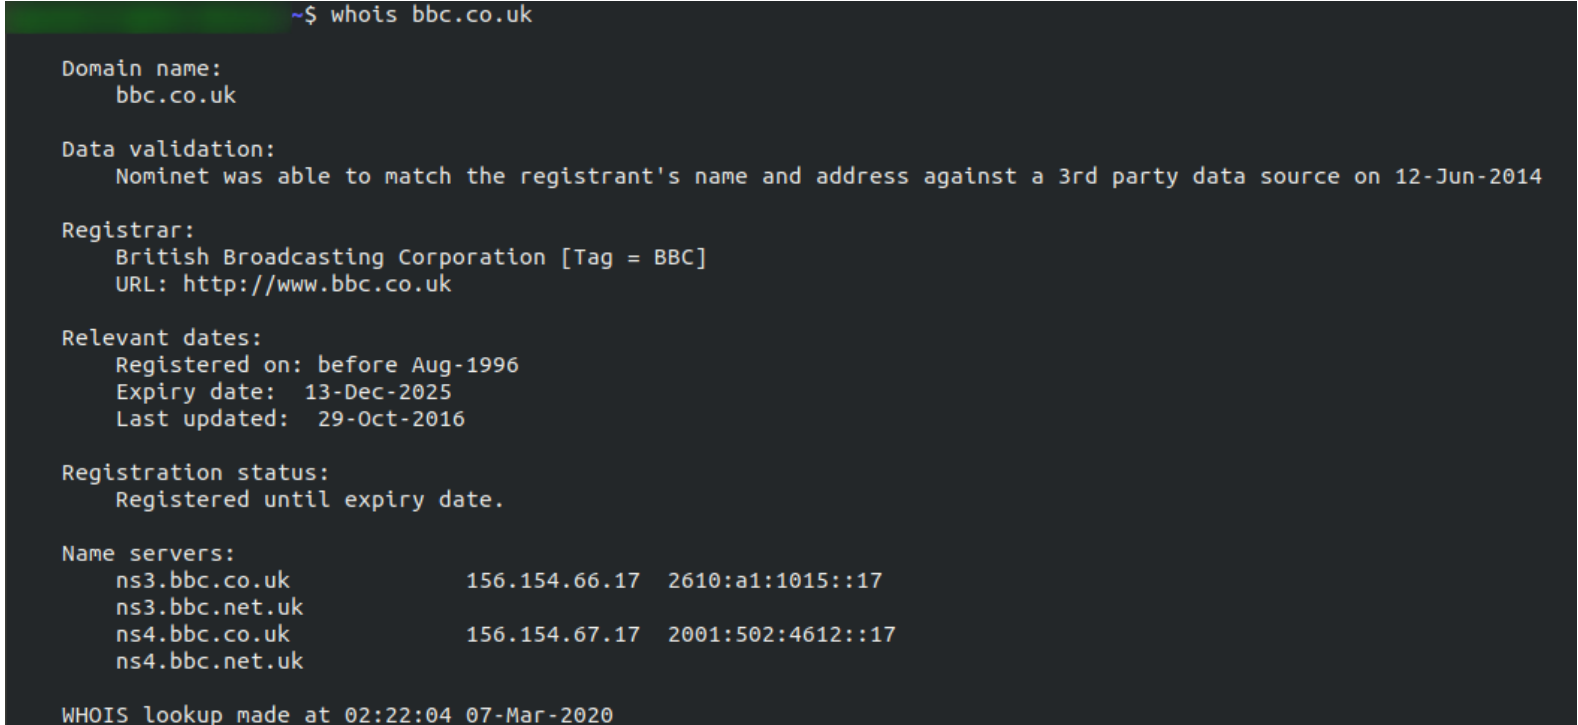 ~$ whois bbc.co.uk
Domain name:
bbc.co.uk
Data validation:
Nominet was able to match the registrant's name and address against a 3rd party data source on 12-Jun-2014
Registrar:
British Broadcasting Corporation [Tag = BBC]
URL: http://www.bbc.co.uk
Relevant dates:
Registered on: before Aug-1996
Expiry date:  13-Dec-2025
Last updated:  29-Oct-2016
Registration status:
Registered until expiry date.
Name servers:
ns3.bbc.co.uk             156.154.66.17  2610:a1:1015::17
ns3.bbc.net.uk
ns4.bbc.co.uk             156.154.67.17  2001:502:4612::17
ns4.bbc.net.uk
WHOIS lookup made at 02:22:04 07-Mar-2020